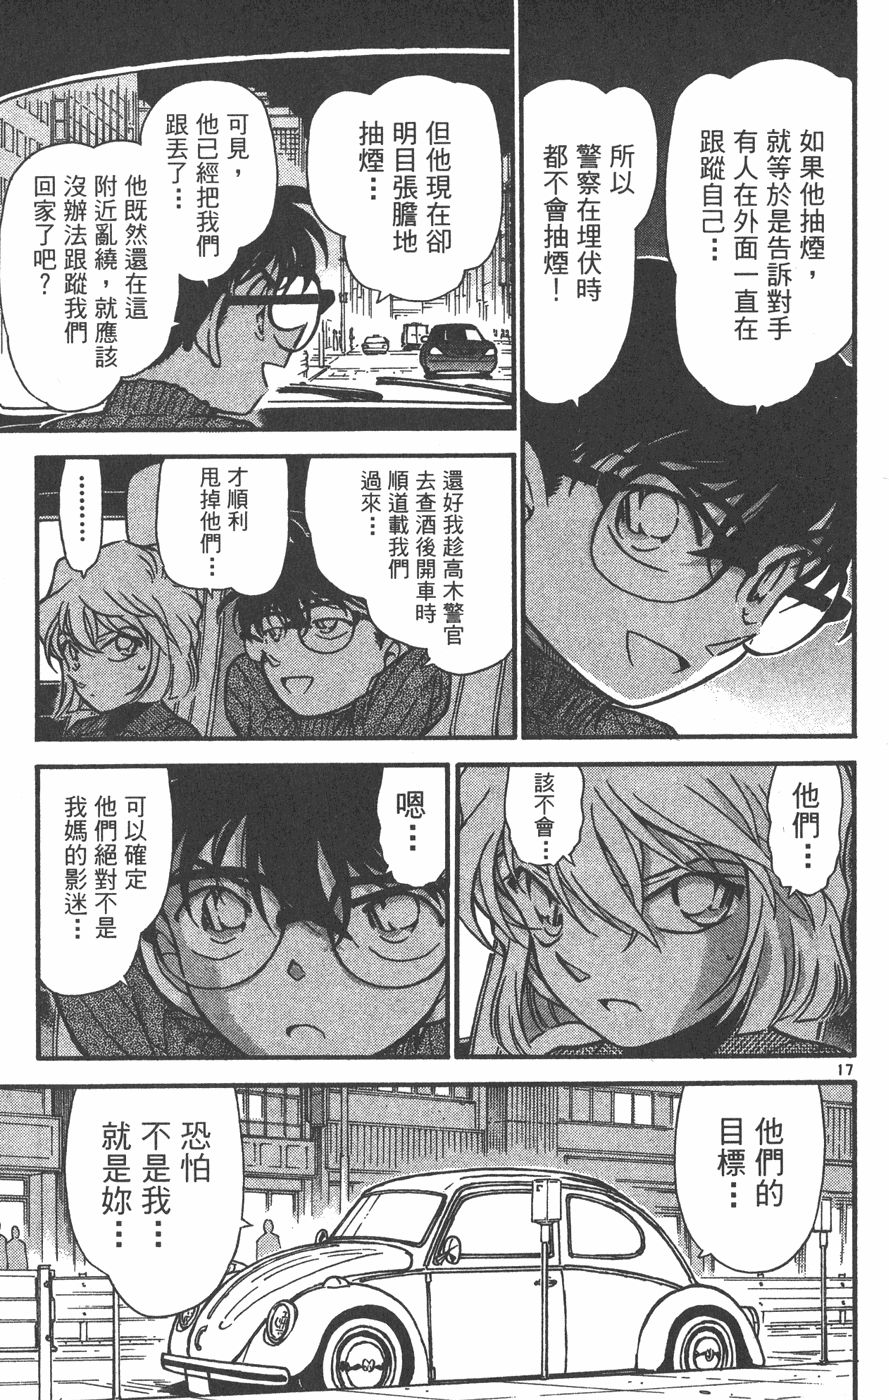 如果他抽煙，
就等於是告訴對手
有人在外面一直在
跟蹤自己…
所以
警察在埋伏時
都不會抽煙！
但他現在卻
明目張膽地
抽煙…
可見，
他已經把我們
跟丟了…
他既然還在這
附近亂繞，就應該
沒辦法跟蹤我們
回家了吧？
還好我趁高木警官
去查酒後開車時
順道載我們
過來…
才順利
甩掉他們…
………
他們…
該不會…
嗯…
可以確定
他們絕對不是
我媽的影迷…
17
他們的
目標…
恐怕
不是我…
就是妳…